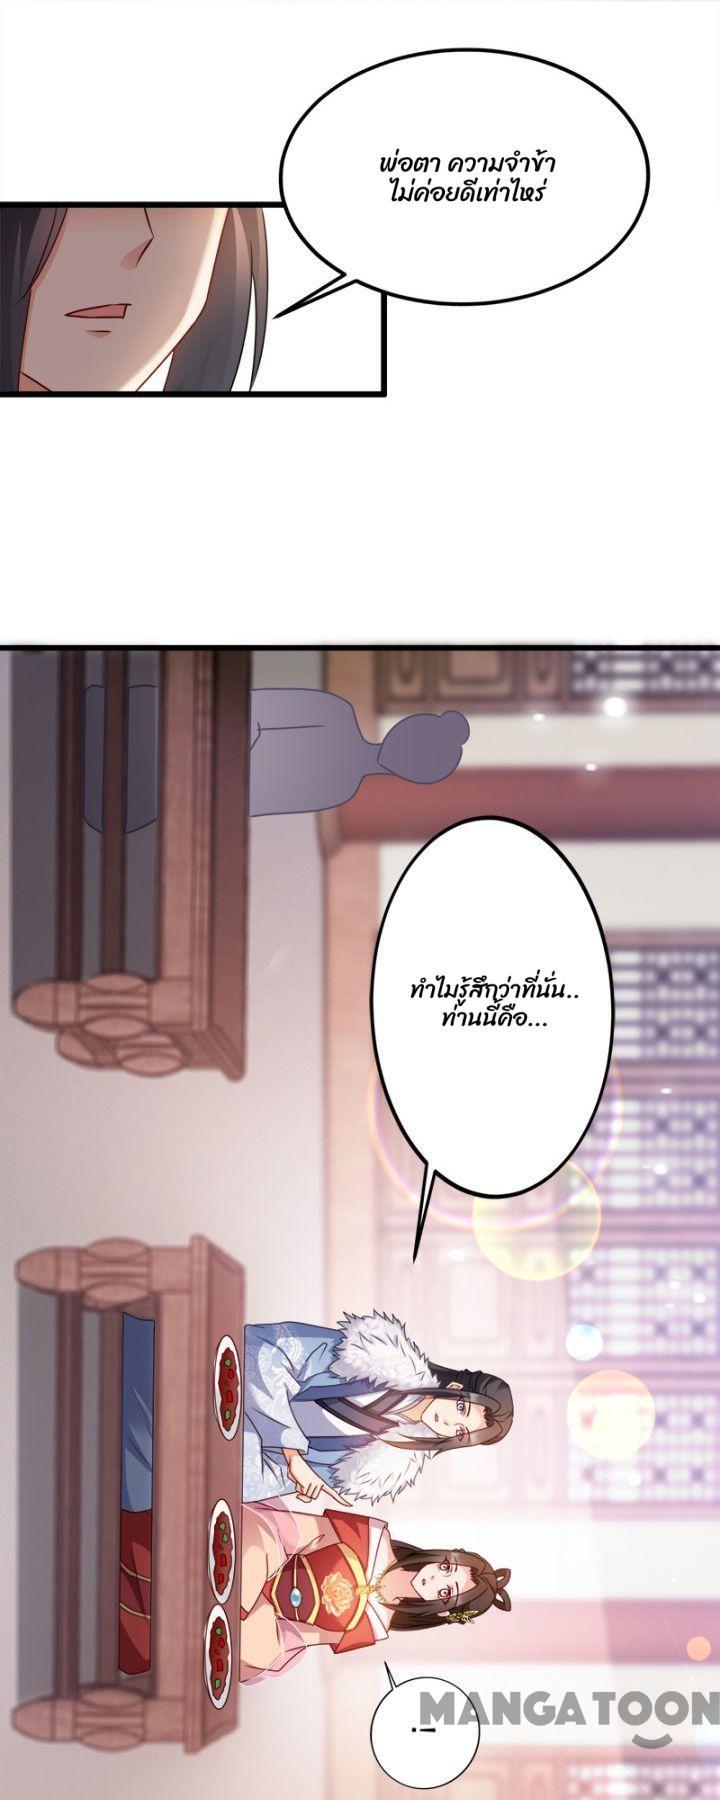 พ่อตา ความจำข้า
ไม่ค่อยดีเท่าไหร่
ทำไมรู้สึกว่าที่นั่น..
ท่านนี้คือ...
..!
MANGATOON